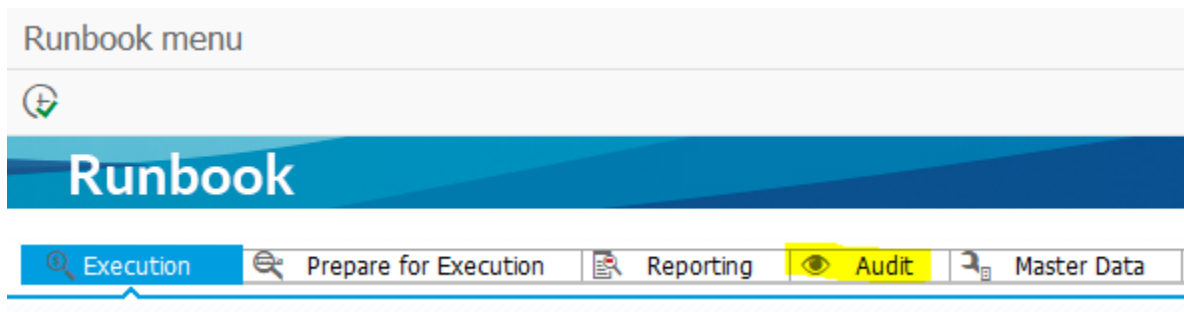 Runbook menu
Runbook
Execution Prepare for Execution Reporting Audit Master Data